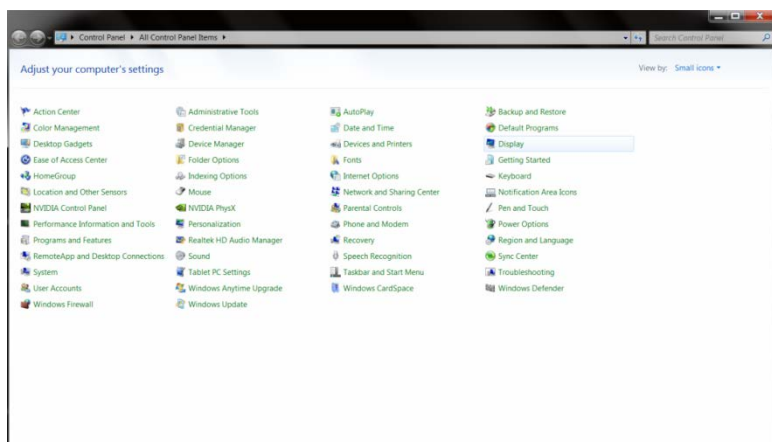 Control Panel All Control Panel Items
Search Control Panel
Adjust your computer's settings
View by: Small icons
Action Center Administrative Tools AutoPlay Backup and Restore
Color Management Credential Manager Date and Time Default Programs
Desktop Gadgets Device Manager Devices and Printers Display
Ease of Access Center Folder Options Fonts Getting Started
HomeGroup Indexing Options Internet Options Keyboard
Location and Other Sensors Mouse Network and Sharing Center Notification Area Icons
NVIDIA Control Panel NVIDIA PhysX Parental Controls Pen and Touch
Performance Information and Tools Personalization Phone and Modem Power Options
Programs and Features Realtek HD Audio Manager Recovery Region and Language
RemoteApp and Desktop Connections Sound Speech Recognition Sync Center
System Tablet PC Settings Taskbar and Start Menu Troubleshooting
User Accounts Windows Anytime Upgrade Windows CardSpace Windows Defender
Windows Firewall Windows Update